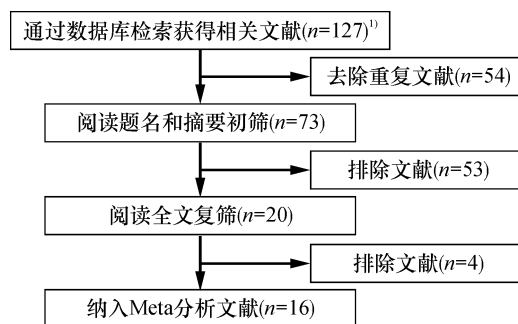 通过数据库检索获得相关文献(n=127)1)
去除重复文献(n=54)
阅读题名和摘要初筛(n=73)
排除文献(n=53)
阅读全文复筛(n=20)
排除文献(n=4)
纳入Meta分析文献(n=16)